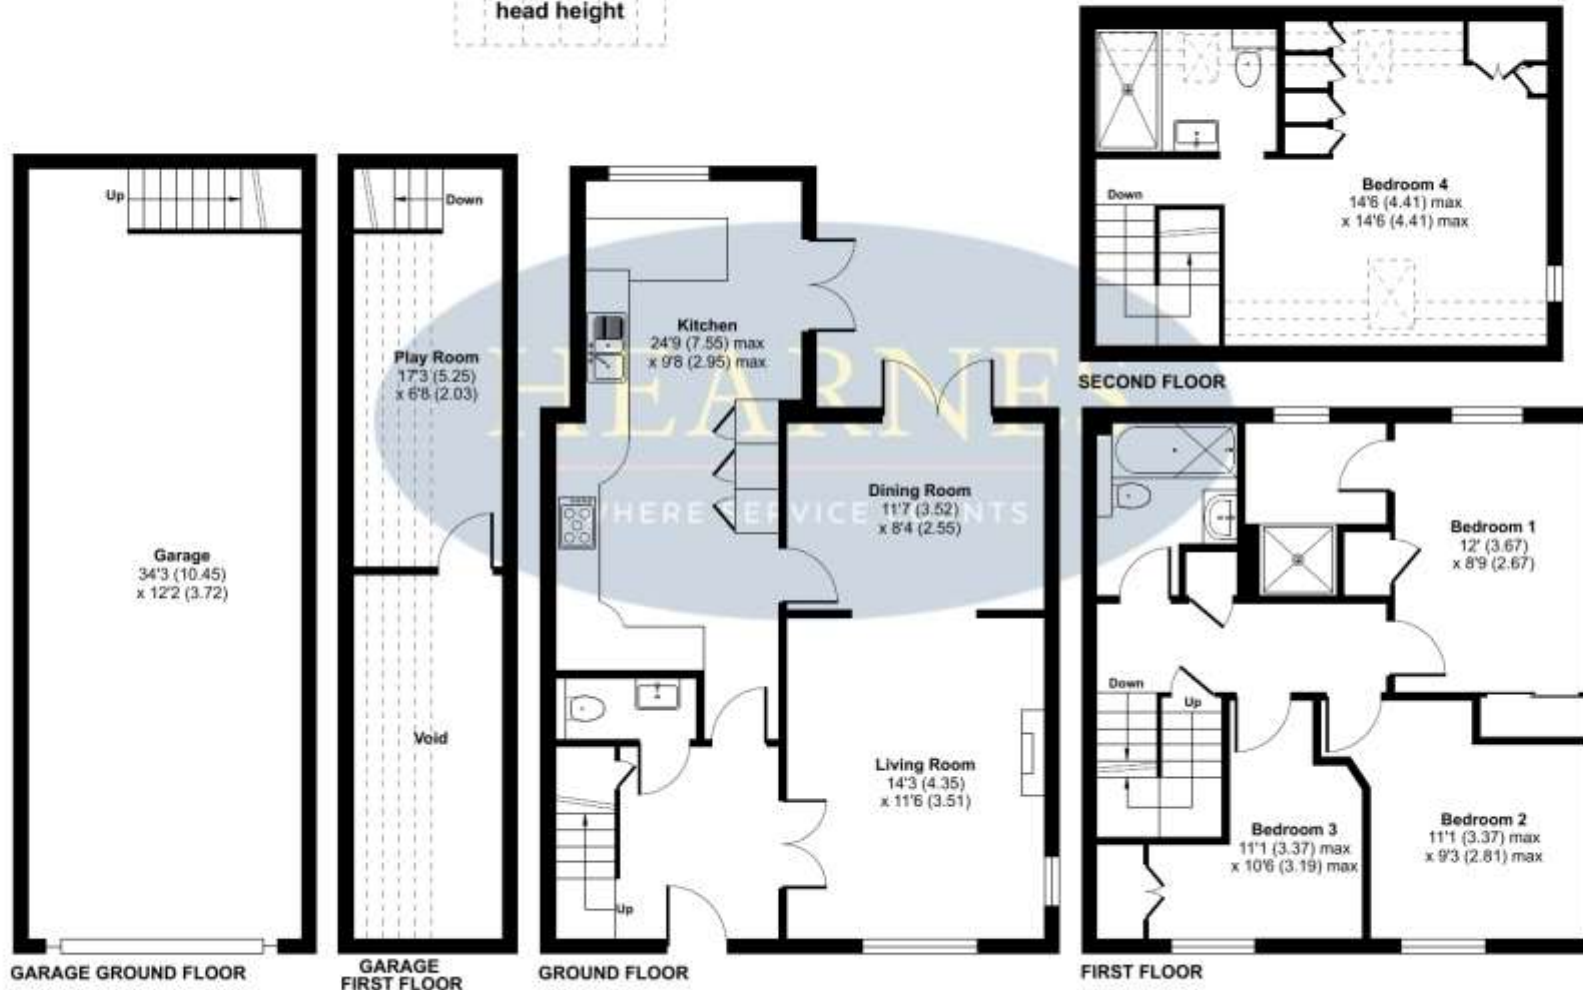 head height
Up
Garage
34'3 (10.45)
x 12'2 (3.72)
GARAGE GROUND FLOOR
Down
Play Room
17'3 (5.25)
x 6'8 (2.03)
Void
GARAGE
FIRST FLOOR
Kitchen
24'9 (7.55) max
x 9'8 (2.95) max
HEARNES
WHERE SERVICE
Dining Room
11'7 (3.52)
x 8'4 (2.55)
Living Room
14'3 (4.35)
x 11'6 (3.51)
Up
GROUND FLOOR
Bedroom 4
14'6 (4.41) max
x 14'6 (4.41) max
Down
SECOND FLOOR
Bedroom 1
12' (3.67)
x 8'9 (2.67)
Down
Up
Bedroom 3
11'1 (3.37) max
x 10'6 (3.19) max
Bedroom 2
11'1 (3.37) max
x 9'3 (2.81) max
FIRST FLOOR